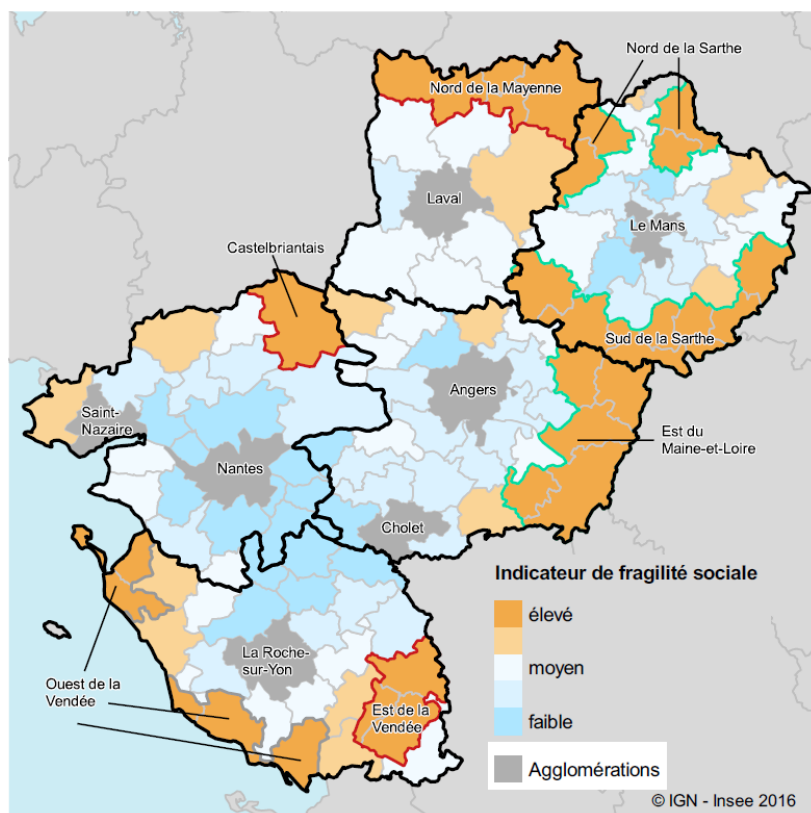 Nord de la Sarthe
Nord de la Mayenne
Laval
Le Mans
Castelbriantais
Sud de la Sarthe
Angers
Saint-
Nazaire
Est du
Maine-et-Loire
Nantes
Cholet
Indicateur de fragilité sociale
élevé
moyen
faible
Agglomérations
La Roche-
sur-Yon
Ouest de la
Vendée
Est de la
Vendée
© IGN - Insee 2016